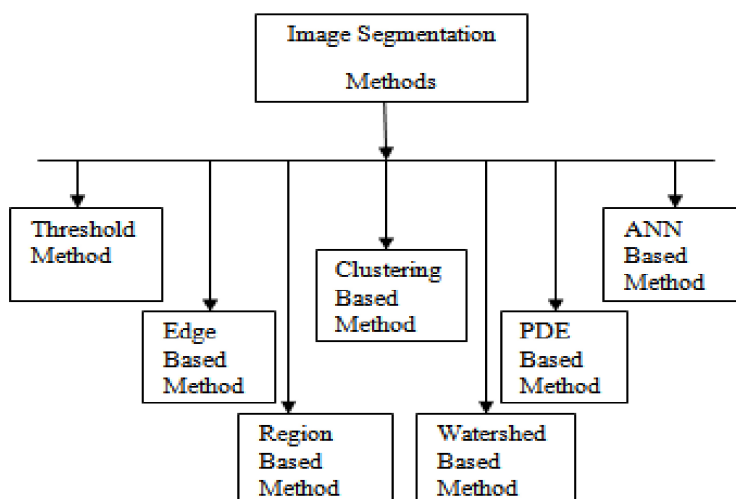 Image Segmentation
Methods
Threshold
Method
Edge
Based
Method
Region
Based
Method
Clustering
Based
Method
Watershed
Based
Method
PDE
Based
Method
ANN
Based
Method